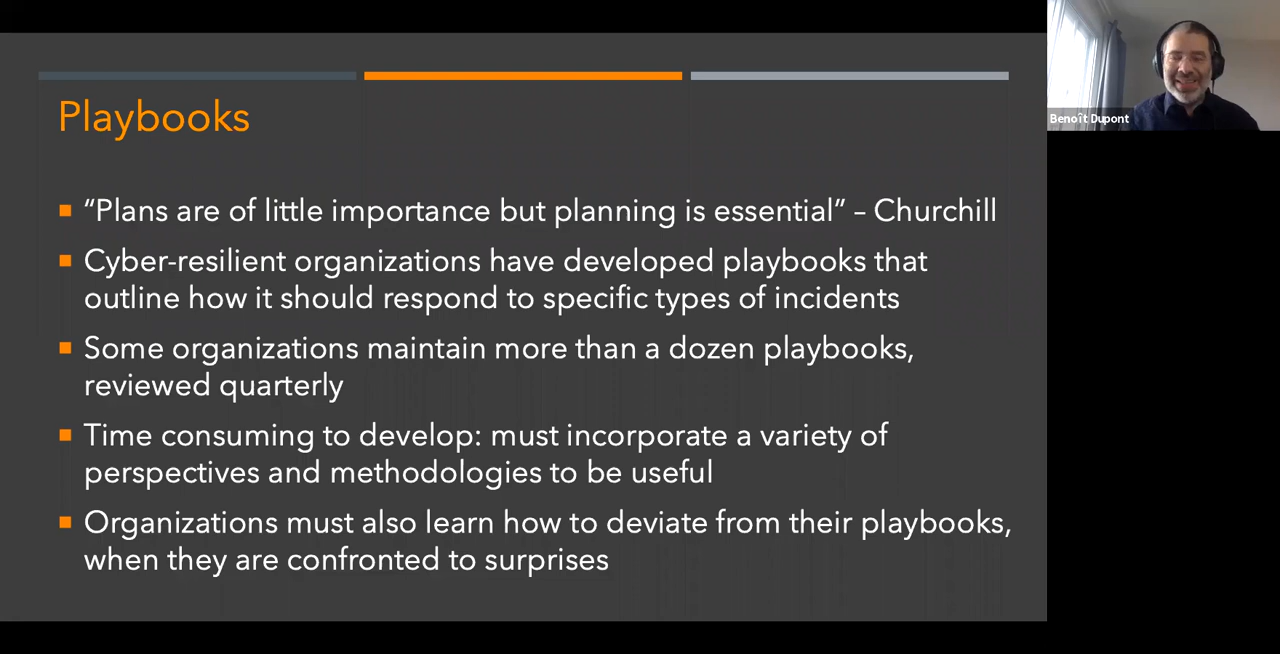 Playbooks
“Plans are of little importance but planning is essential” – Churchill
Cyber-resilient organizations have developed playbooks that
outline how it should respond to specific types of incidents
Some organizations maintain more than a dozen playbooks,
reviewed quarterly
Time consuming to develop: must incorporate a variety of
perspectives and methodologies to be useful
Organizations must also learn how to deviate from their playbooks,
when they are confronted to surprises
Benoît Dupont